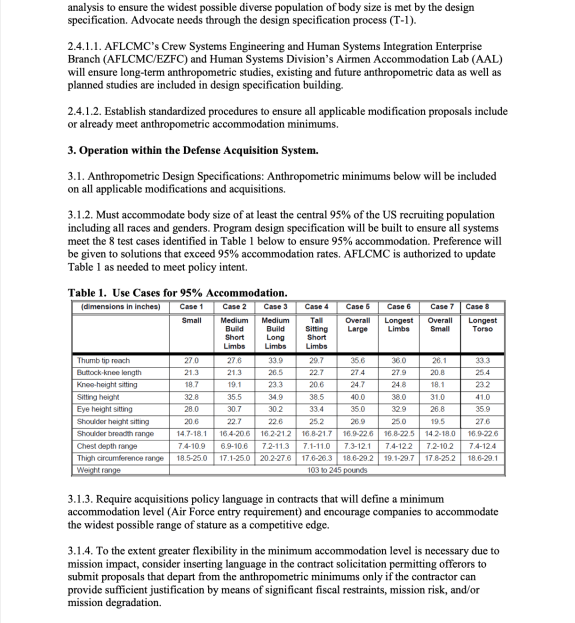 analysis to ensure the widest possible diverse population of body size is met by the design
specification. Advocate needs through the design specification process (T-1).
2.4.1.1. AFLCMC's Crew Systems Engineering and Human Systems Integration Enterprise
Branch (AFLCMC/EZFC) and Human Systems Division's Airmen Accommodation Lab (AAL)
will ensure long-term anthropometric studies, existing and future anthropometric data as well as
planned studies are included in design specification building.
2.4.1.2. Establish standardized procedures to ensure all applicable modification proposals include
or already meet anthropometric accommodation minimums.
3. Operation within the Defense Acquisition System.
3.1. Anthropometric Design Specifications: Anthropometric minimums below will be included
on all applicable modifications and acquisitions.
3.1.2. Must accommodate body size of at least the central 95% of the US recruiting population
including all races and genders. Program design specification will be built to ensure all systems
meet the 8 test cases identified in Table 1 below to ensure 95% accommodation. Preference will
be given to solutions that exceed 95% accommodation rates. AFLCMC is authorized to update
Table 1 as needed to meet policy intent.
Table 1. Use Cases for 95% Accommodation.
(dimensions in inches) Case 1 Case 2 Case 3 Case 4 Case 5 Case 6 Case 7 Case 8
Small Medium Medium Tall Overall Longest Overall Longest
Build Build Sitting Large Limbs Small Torso
Short Long Short
Limbs Limbs Limbs
Thumb tip reach 27.0 27.6 33.9 29.7 35.6 36.0 26.1 33.3
Buttock-knee length 21.3 21.3 26.5 22.7 27.4 27.9 20.8 25.4
Knee-height sitting 18.7 19.1 23.3 20.6 24.7 24.8 18.1 23.2
Sitting height 32.8 35.5 34.9 38.5 40.0 38.0 31.0 41.0
Eye height sitting 28.0 30.7 30.2 33.4 35.0 32.9 26.8 35.9
Shoulder height sitting 20.6 22.7 22.6 25.2 26.9 25.0 19.5 27.6
Shoulder breadth range 14.7-18.1 16.4-20.6 16.2-21.2 16.8-21.7 16.9-22.6 16.8-22.5 14.2-18.0 16.9-22.6
Chest depth range 7.4-10.9 6.9-10.6 7.2-11.3 7.1-11.0 7.3-12.1 7.4-12.2 7.2-10.2 7.4-12.4
Thigh circumference range 18.5-25.0 17.1-25.0 20.2-27.6 17.6-26.3 18.6-29.2 19.1-29.7 17.8-25.2 18.6-29.1
Weight range 103 to 245 pounds
3.1.3. Require acquisitions policy language in contracts that will define a minimum
accommodation level (Air Force entry requirement) and encourage companies to accommodate
the widest possible range of stature as a competitive edge.
3.1.4. To the extent greater flexibility in the minimum accommodation level is necessary due to
mission impact, consider inserting language in the contract solicitation permitting offerors to
submit proposals that depart from the anthropometric minimums only if the contractor can
provide sufficient justification by means of significant fiscal restraints, mission risk, and/or
mission degradation.